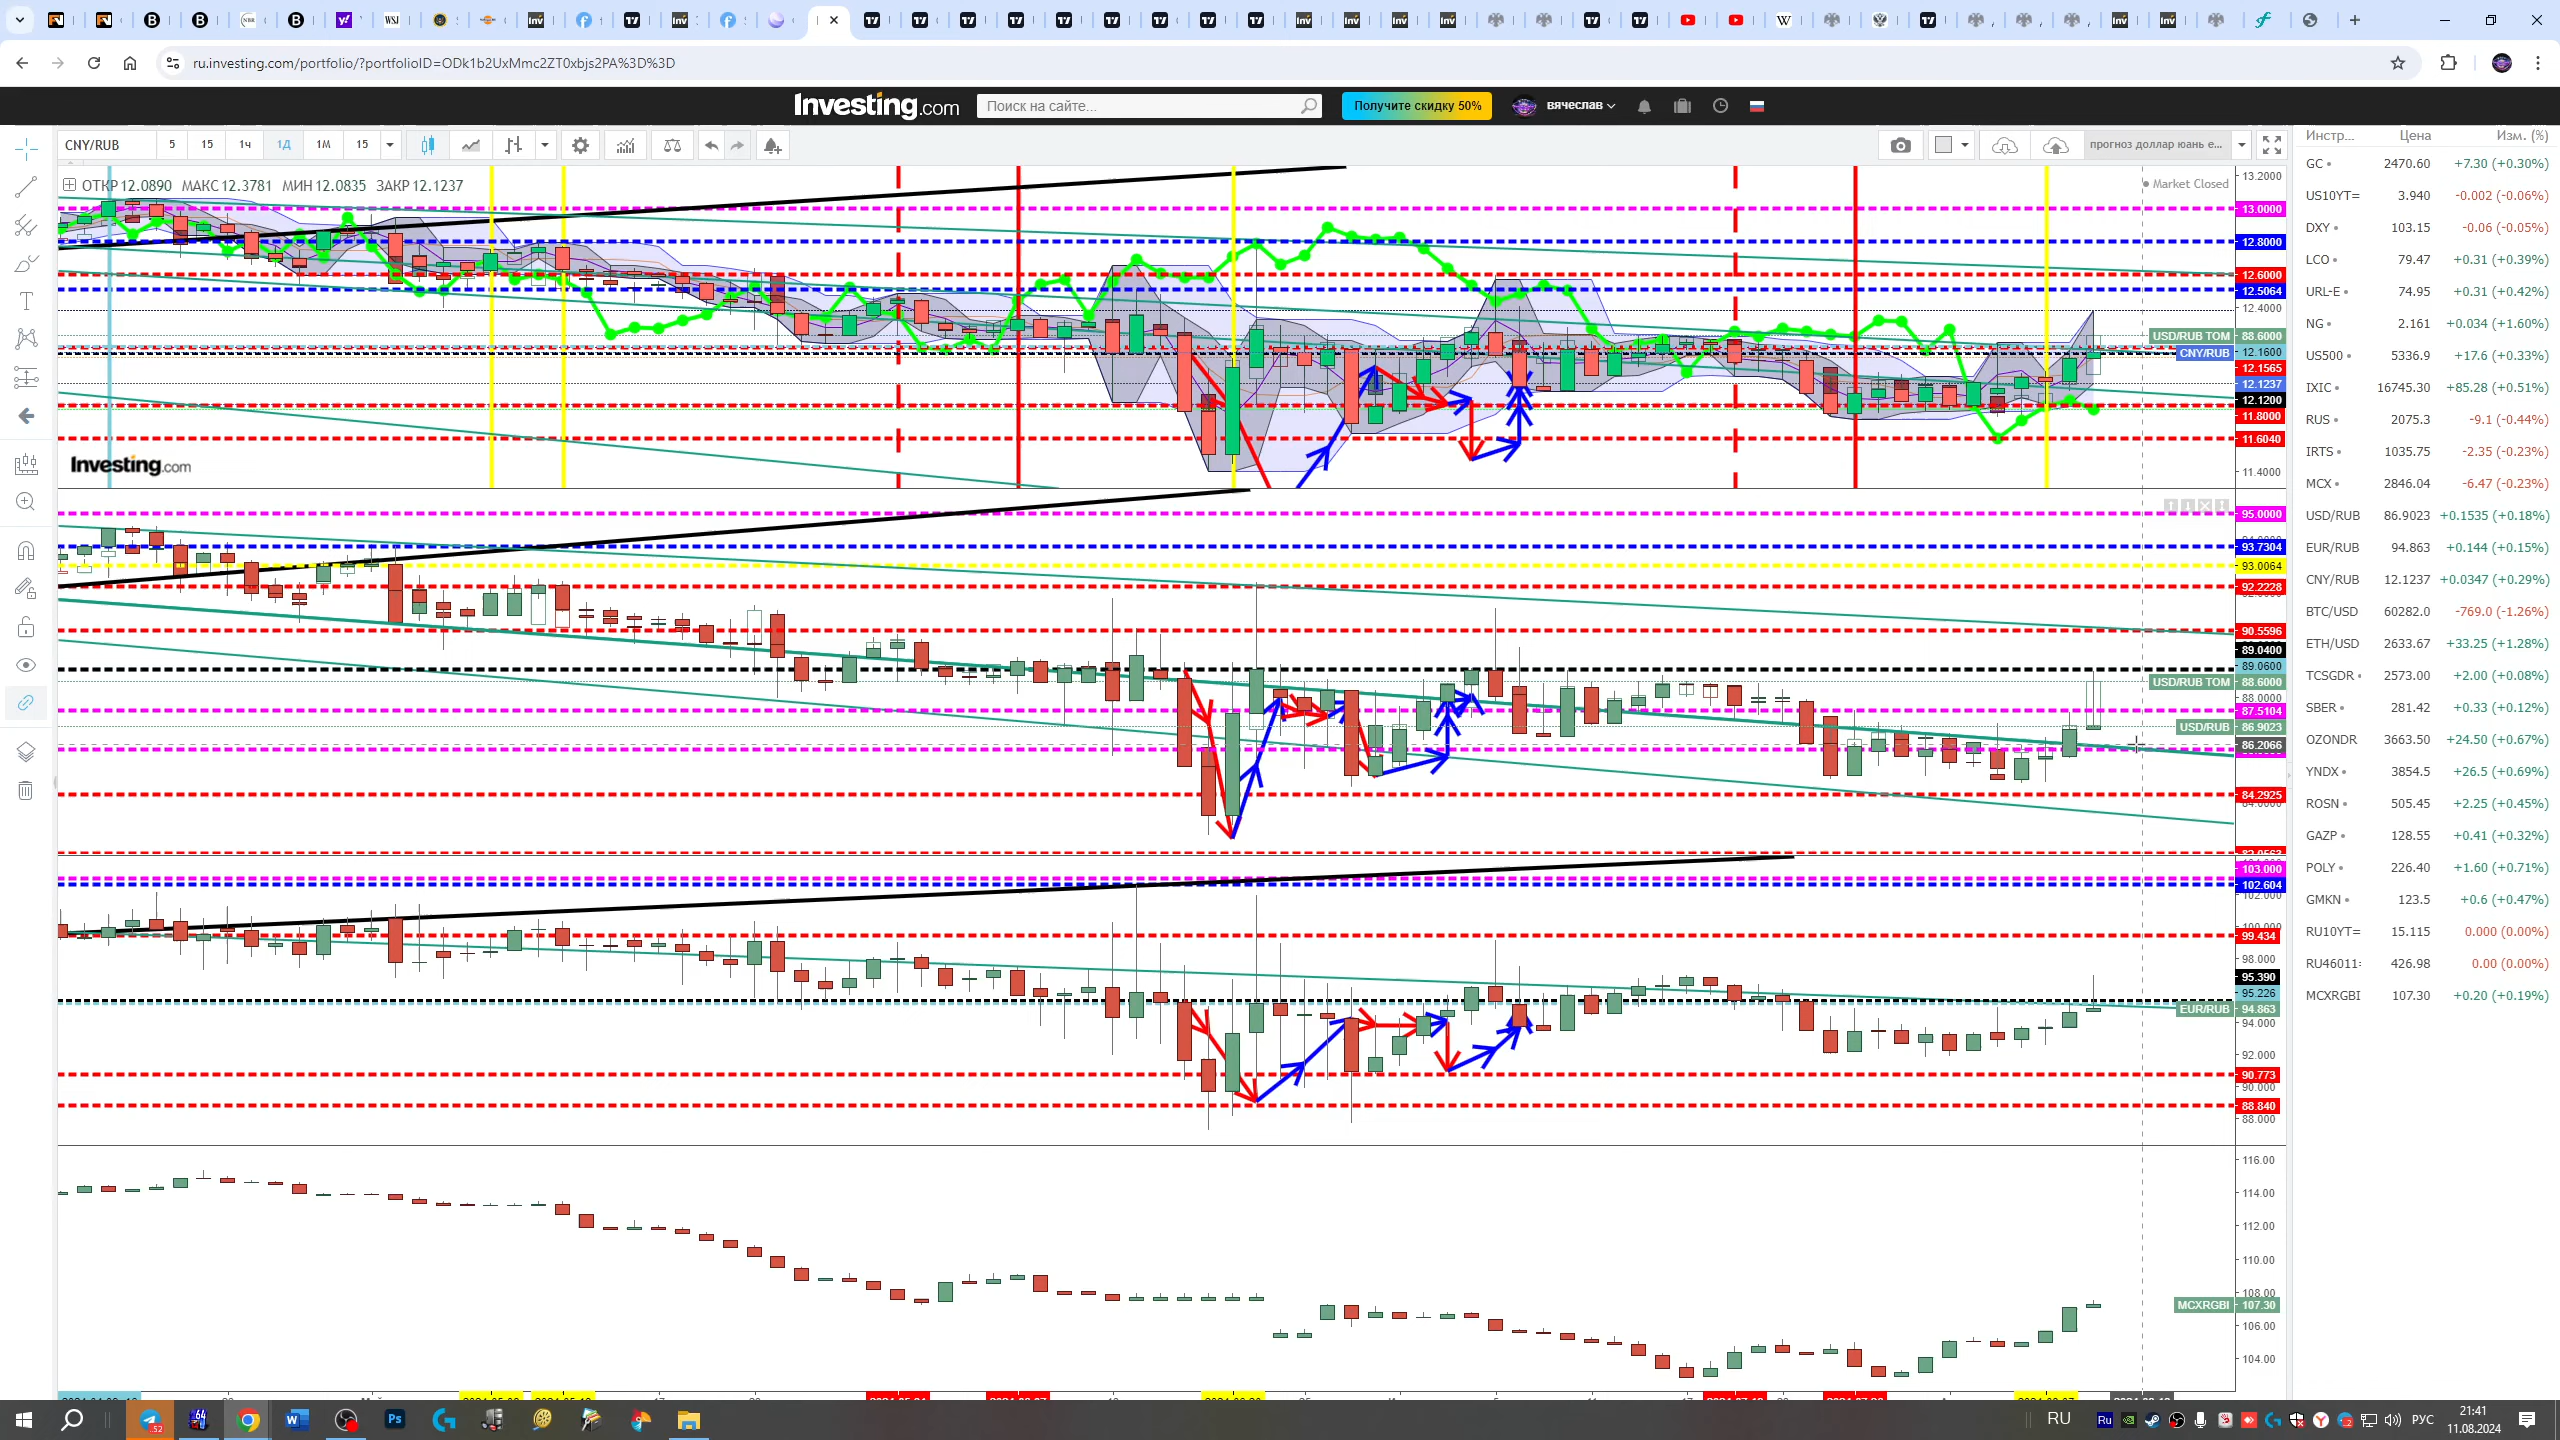 ru.investing.com/portfolio/?portfolioID=ODk1b2UxMmc2ZT0xbjs2PA%3D%3D
Investing.com
Поиск на сайте...
Получите скидку 50%
вячеслав
CNY/RUB
5
15
1ч
1Д
1М
15
прогноз доллар юань е...
ОТКР 12.0890 МАКС 12.3781 МИН 12.0835 ЗАКР 12.1237
Market Closed
13.2000
13.0000
12.8000
12.6000
12.5064
12.4000
USD/RUB TOM 88.6000
CNY/RUB 12.1600
12.1565
12.1237
12.1200
11.8000
11.6040
11.4000
Investing.com
95.0000
93.7304
93.0064
92.2228
90.5596
89.0400
89.0600
USD/RUB TOM 88.6000
88.0000
87.5104
USD/RUB 86.9023
86.2066
84.2925
84.0000
103.000
102.604
102.000
99.434
98.000
95.390
95.226
EUR/RUB 94.863
94.000
92.000
90.773
90.000
88.840
88.000
116.00
114.00
112.00
110.00
108.00
MCXRGBI 107.30
106.00
104.00
Инстр... Цена Изм. (%)
GC 2470.60 +7.30 (+0.30%)
US10YT= 3.940 -0.002 (-0.06%)
DXY 103.15 -0.06 (-0.05%)
LCO 79.47 +0.31 (+0.39%)
URL-E 74.95 +0.31 (+0.42%)
NG 2.161 +0.034 (+1.60%)
US500 5336.9 +17.6 (+0.33%)
IXIC 16745.30 +85.28 (+0.51%)
RUS 2075.3 -9.1 (-0.44%)
IRTS 1035.75 -2.35 (-0.23%)
MCX 2846.04 -6.47 (-0.23%)
USD/RUB 86.9023 +0.1535 (+0.18%)
EUR/RUB 94.863 +0.144 (+0.15%)
CNY/RUB 12.1237 +0.0347 (+0.29%)
BTC/USD 60282.0 -769.0 (-1.26%)
ETH/USD 2633.67 +33.25 (+1.28%)
TCSGDR 2573.00 +2.00 (+0.08%)
SBER 281.42 +0.33 (+0.12%)
OZONDR 3663.50 +24.50 (+0.67%)
YNDX 3854.5 +26.5 (+0.69%)
ROSN 505.45 +2.25 (+0.45%)
GAZP 128.55 +0.41 (+0.32%)
POLY 226.40 +1.60 (+0.71%)
GMKN 123.5 +0.6 (+0.47%)
RU10YT= 15.115 0.000 (0.00%)
RU46011: 426.98 0.00 (0.00%)
MCXRGBI 107.30 +0.20 (+0.19%)
RU
Ru
РУС
21:41
11.08.2024